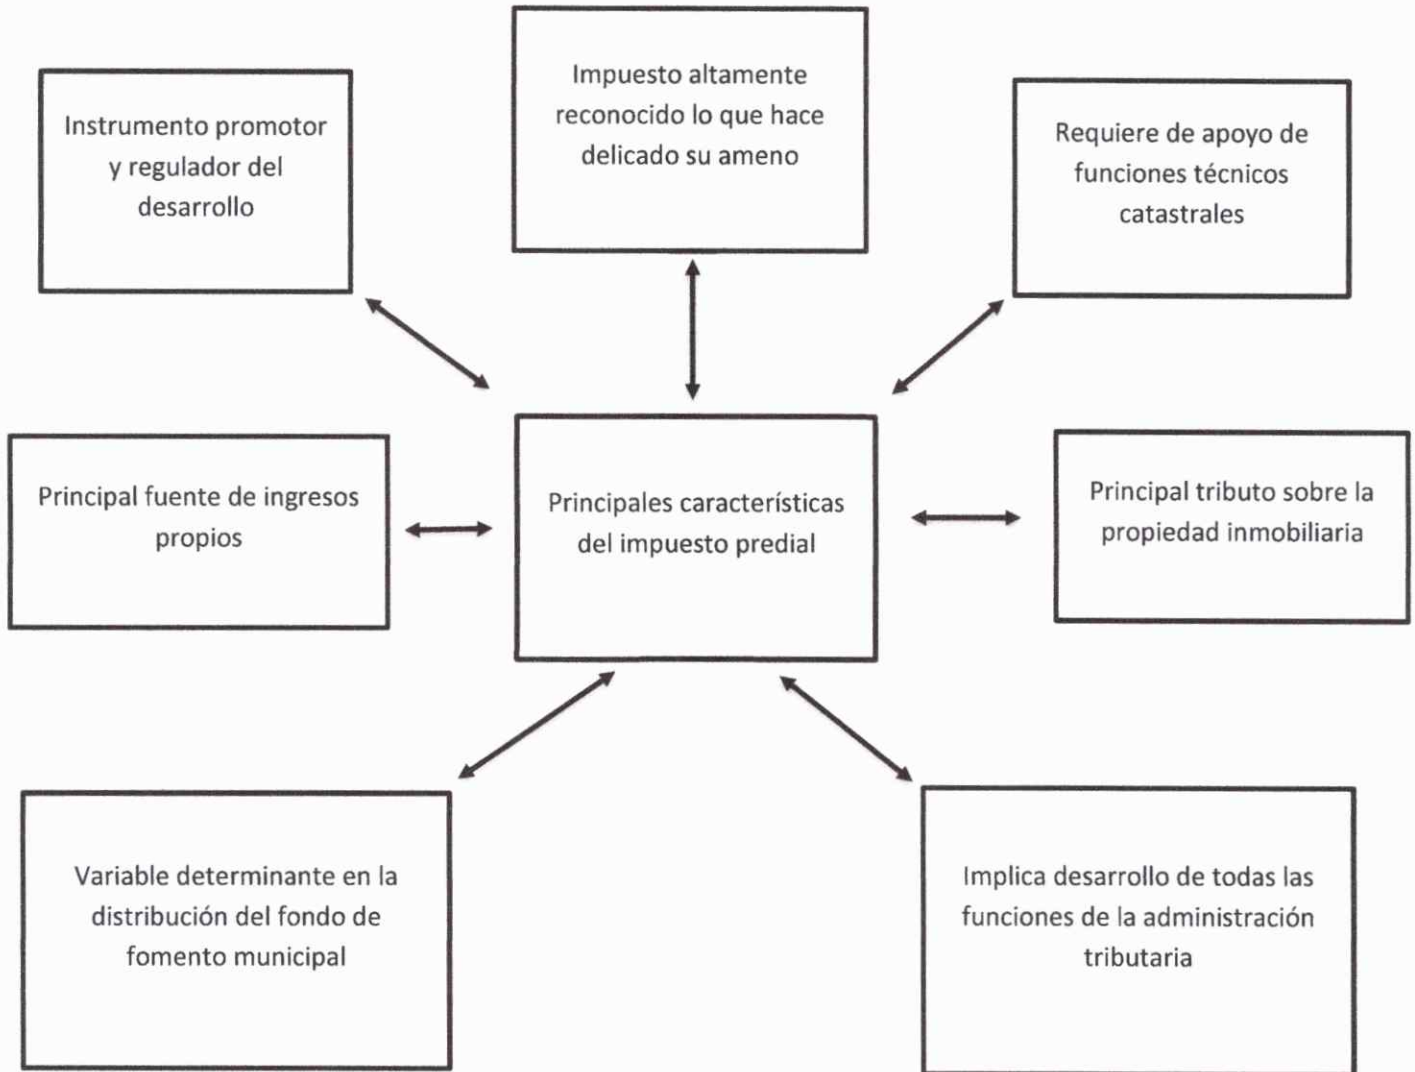 Impuesto altamente
reconocido lo que hace
delicado su ameno
Instrumento promotor
y regulador del
desarrollo
Requiere de apoyo de
funciones técnicos
catastrales
Principal fuente de ingresos
propios
Principales características
del impuesto predial
Principal tributo sobre la
propiedad inmobiliaria
Variable determinante en la
distribución del fondo de
fomento municipal
Implica desarrollo de todas las
funciones de la administración
tributaria